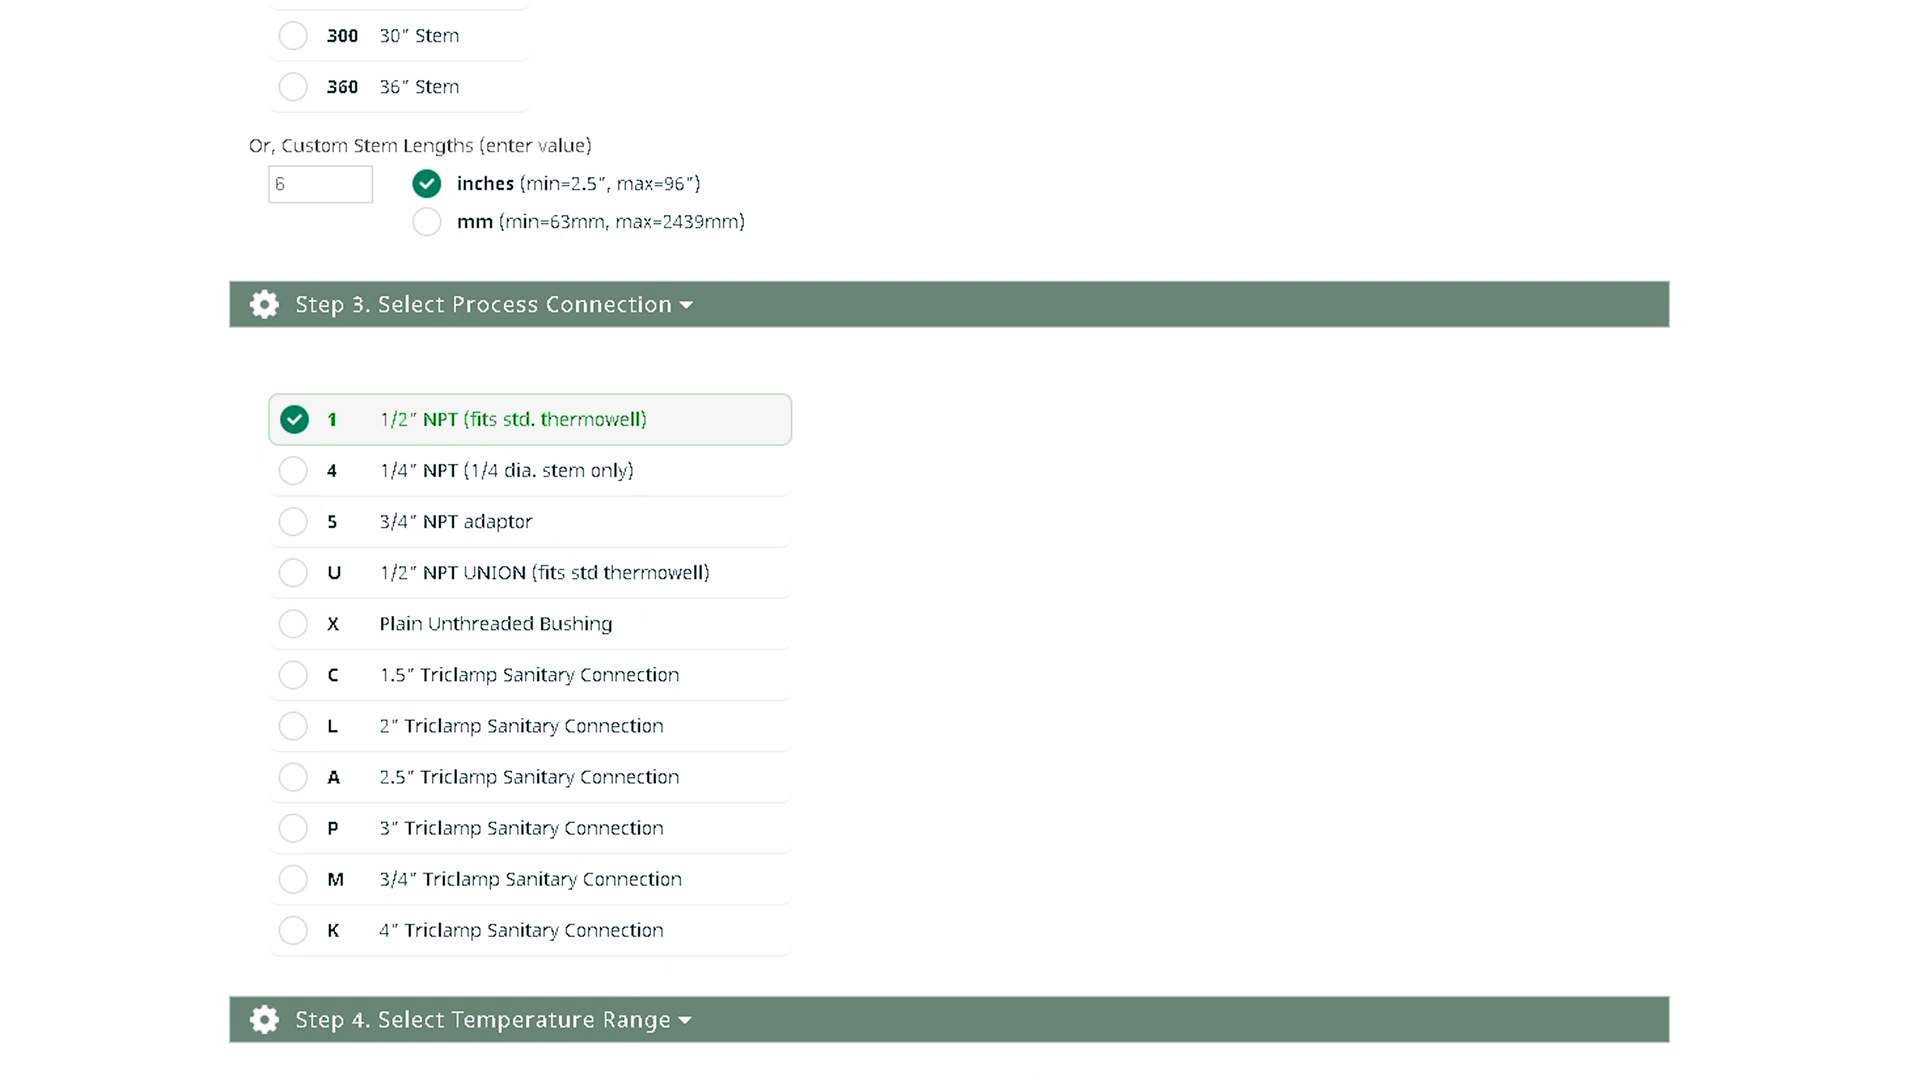 300 30" Stem
360 36" Stem
Or, Custom Stem Lengths (enter value)
6 inches (min=2.5", max=96")
mm (min=63mm, max=2439mm)
Step 3. Select Process Connection
1 1/2" NPT (fits std. thermowell)
4 1/4" NPT (1/4 dia. stem only)
5 3/4" NPT adaptor
U 1/2" NPT UNION (fits std thermowell)
X Plain Unthreaded Bushing
C 1.5" Triclamp Sanitary Connection
L 2" Triclamp Sanitary Connection
A 2.5" Triclamp Sanitary Connection
P 3" Triclamp Sanitary Connection
M 3/4" Triclamp Sanitary Connection
K 4" Triclamp Sanitary Connection
Step 4. Select Temperature Range